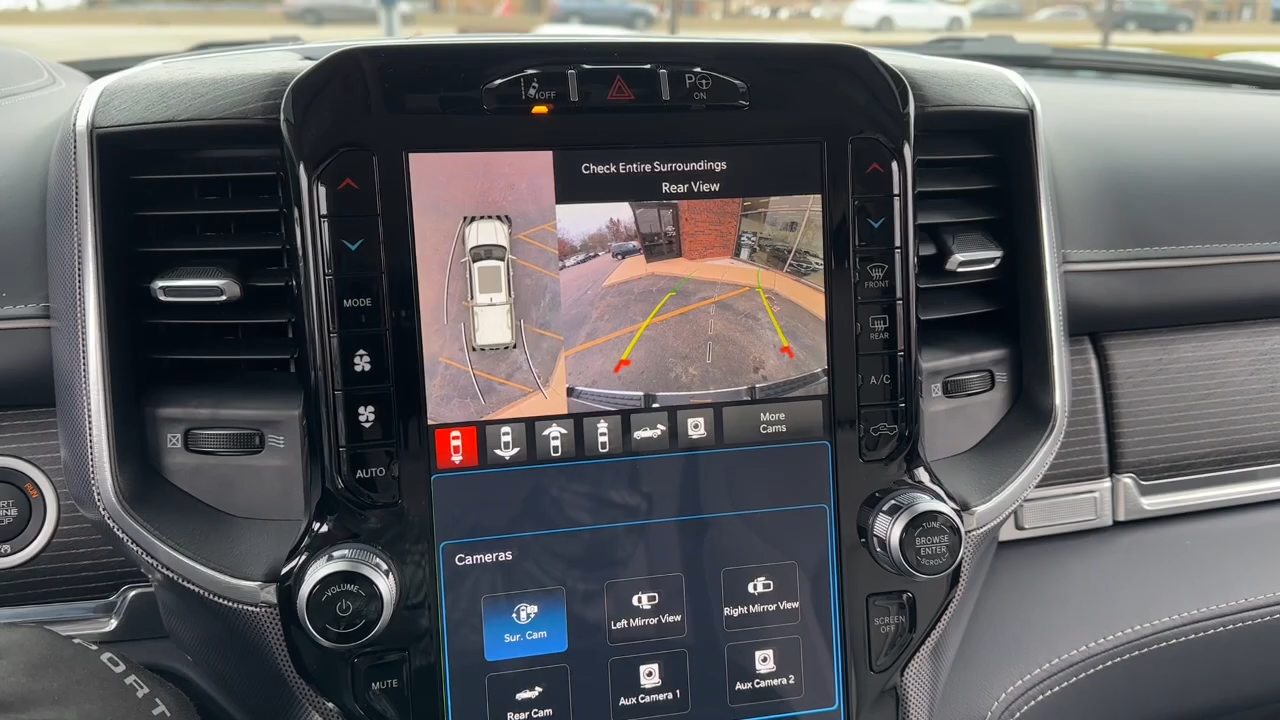 OFF
P
ON
Check Entire Surroundings
Rear View
MODE
AUTO
FRONT
REAR
A/C
More
Cams
Cameras
Sur. Cam
Left Mirror View
Right Mirror View
Rear Cam
Aux Camera 1
Aux Camera 2
RUN
VOLUME
MUTE
TUNE
BROWSE
ENTER
SCROLL
SCREEN
OFF
PORT